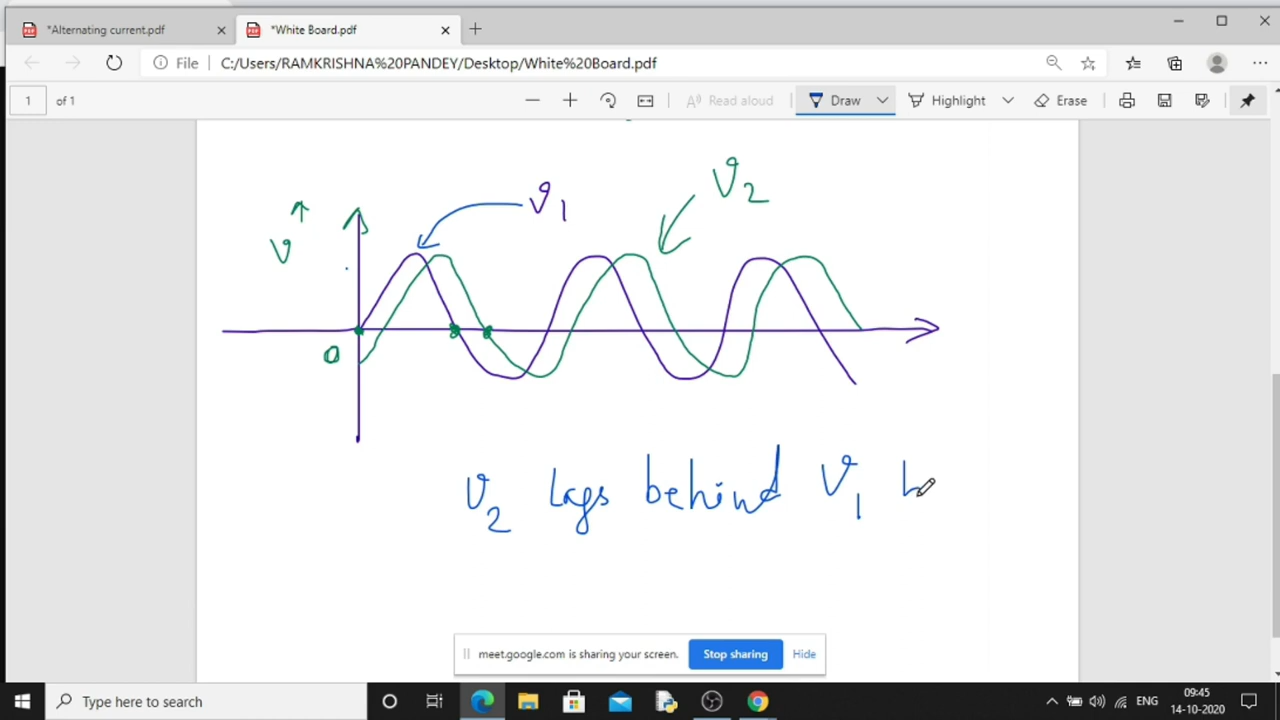 *Alternating current.pdf
*White Board.pdf
File
C:/Users/RAMKRISHNA%20PANDEY/Desktop/White%20Board.pdf
1 of 1
Read aloud
Draw
Highlight
Erase
V
V1
V2
0
V2 lags behind V1 b
meet.google.com is sharing your screen.
Stop sharing
Hide
Type here to search
ENG
09:45
14-10-2020